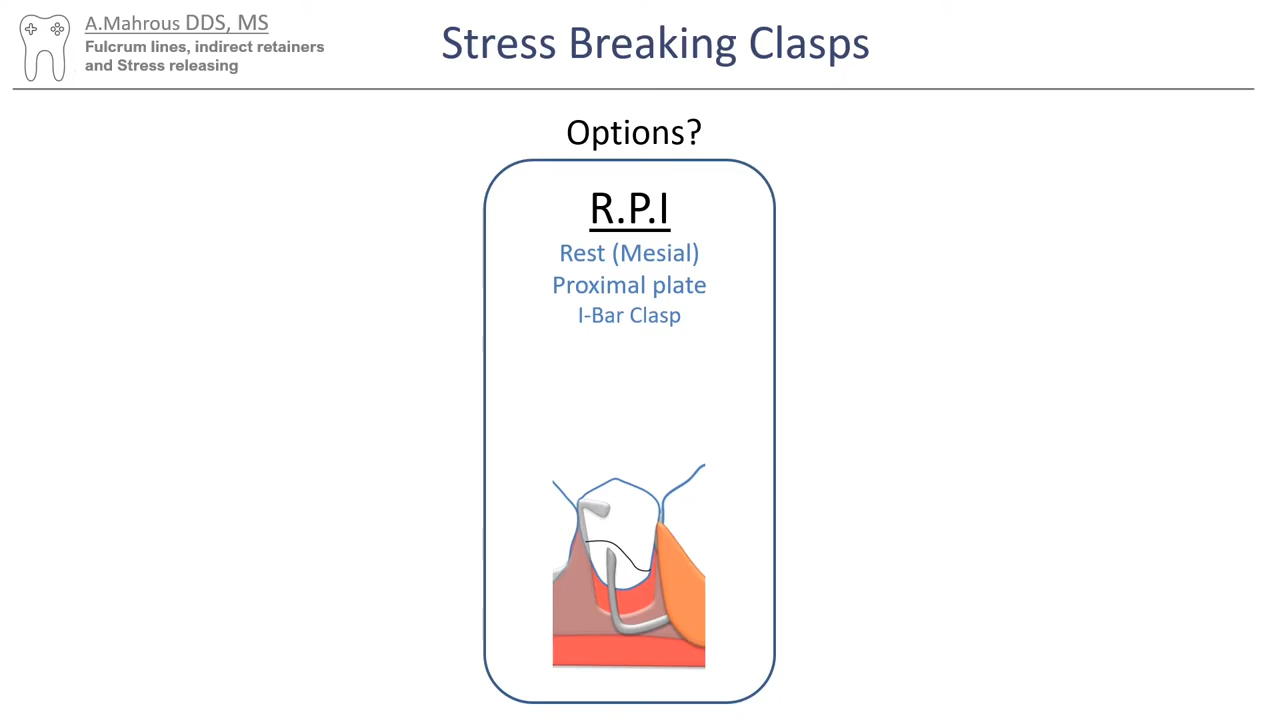 A.Mahrous DDS, MS
Fulcrum lines, indirect retainers
and Stress releasing
Stress Breaking Clasps
Options?
R.P.I
Rest (Mesial)
Proximal plate
I-Bar Clasp